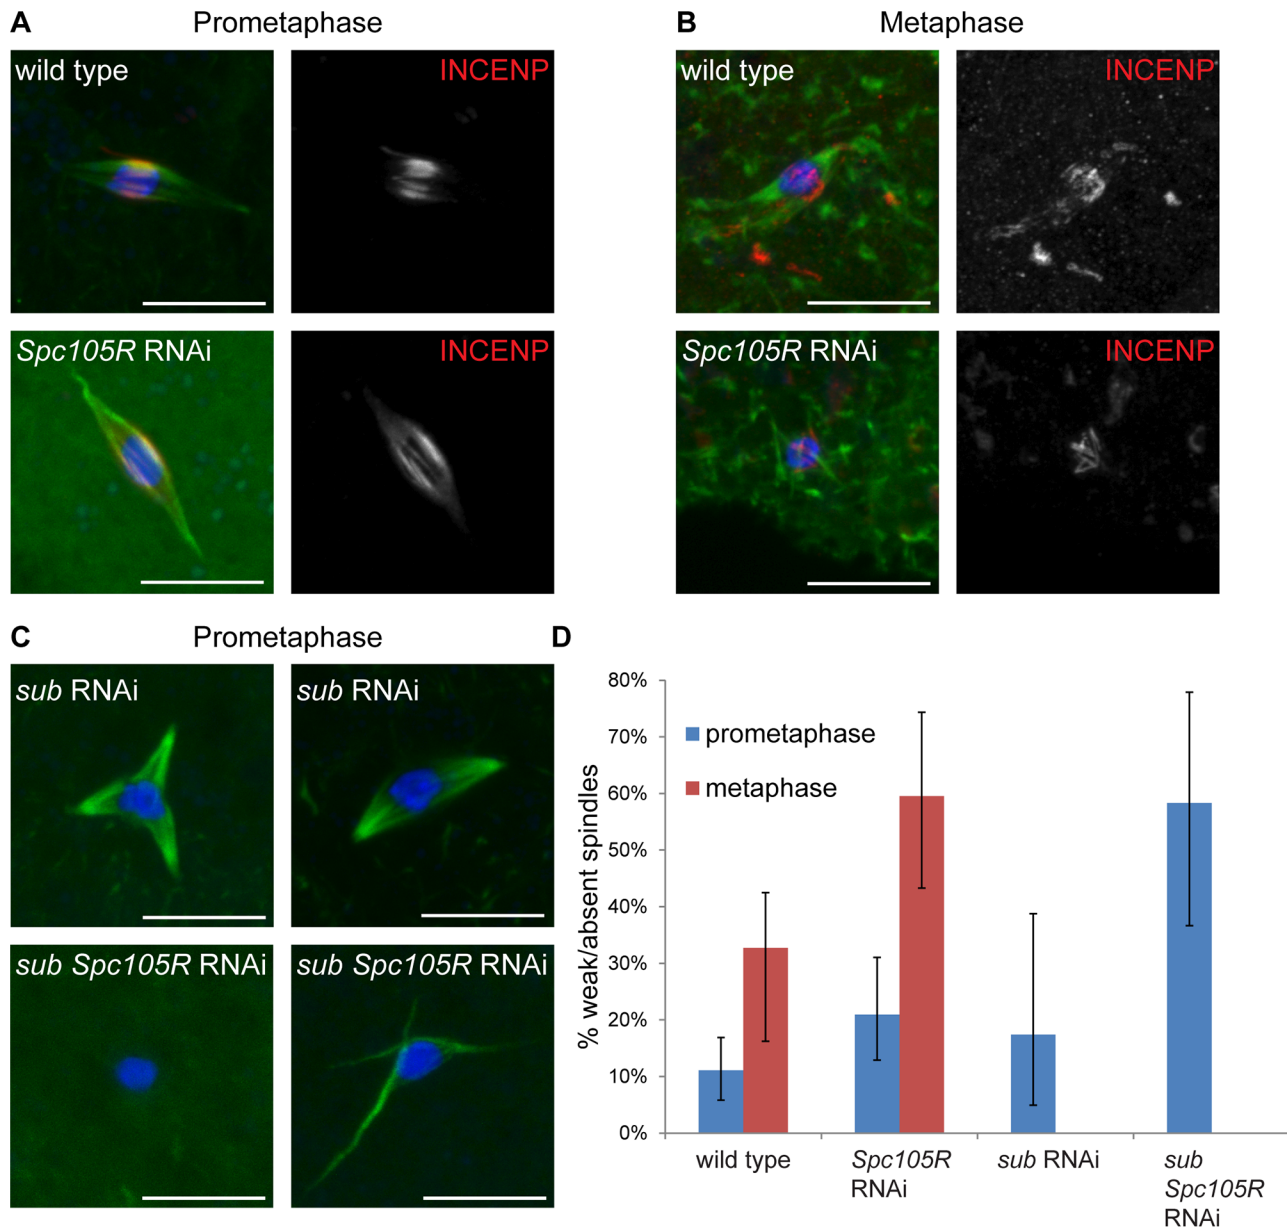 A
Prometaphase
wild type
INCENP
Spc105R RNAi
INCENP
B
Metaphase
wild type
INCENP
Spc105R RNAi
INCENP
C
Prometaphase
sub RNAi
sub RNAi
sub Spc105R RNAi
sub Spc105R RNAi
D
% weak/absent spindles
80%
70%
60%
50%
40%
30%
20%
10%
0%
prometaphase
metaphase
wild type
Spc105R
RNAi
sub RNAi
sub
Spc105R
RNAi